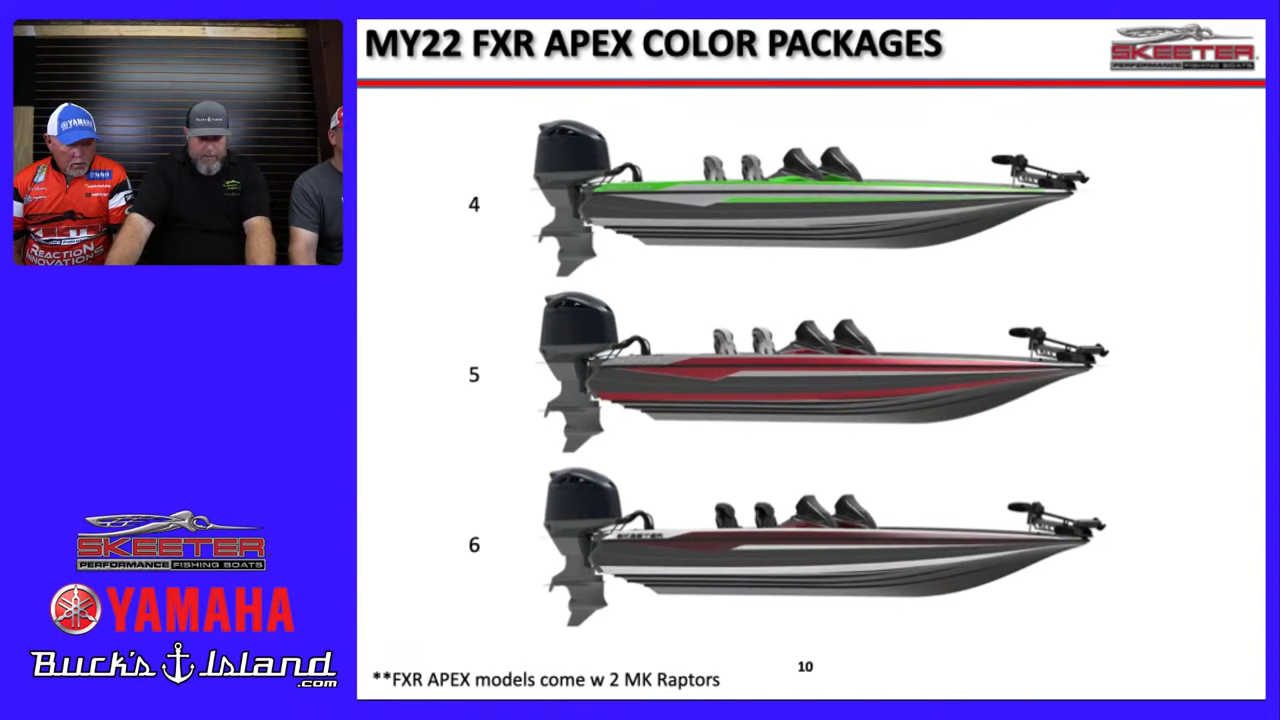 MY22 FXR APEX COLOR PACKAGES
SKEETER
PERFORMANCE FISHING BOATS
YAMAHA
REACTION
INNOVATIONS
4
5
6
SKEETER
SKEETER
PERFORMANCE FISHING BOATS
YAMAHA
Buck's Island
.com
10
**FXR APEX models come w 2 MK Raptors